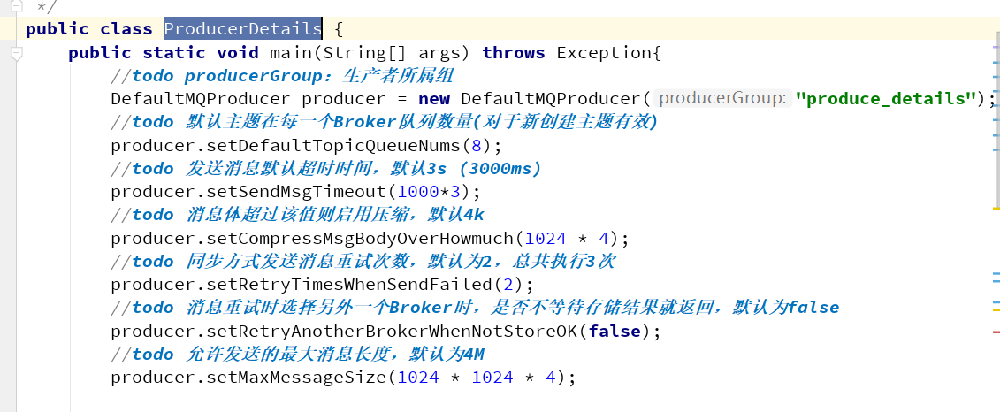 */
public class ProducerDetails {
public static void main(String[] args) throws Exception{
//todo producerGroup：生产者所属组
DefaultMQProducer producer = new DefaultMQProducer( producerGroup: "produce_details");
//todo 默认主题在每一个Broker队列数量(对于新创建主题有效)
producer.setDefaultTopicQueueNums(8);
//todo 发送消息默认超时时间，默认3s (3000ms)
producer.setSendMsgTimeout(1000*3);
//todo 消息体超过该值则启用压缩，默认4k
producer.setCompressMsgBodyOverHowmuch(1024 * 4);
//todo 同步方式发送消息重试次数，默认为2，总共执行3次
producer.setRetryTimesWhenSendFailed(2);
//todo 消息重试时选择另外一个Broker时，是否不等待存储结果就返回，默认为false
producer.setRetryAnotherBrokerWhenNotStoreOK(false);
//todo 允许发送的最大消息长度，默认为4M
producer.setMaxMessageSize(1024 * 1024 * 4);